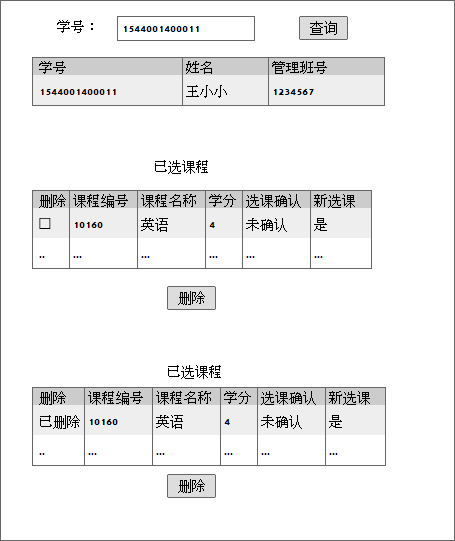 学号： 1544001400011 查询
学号 姓名 管理班号
1544001400011 王小小 1234567
已选课程
删除 课程编号 课程名称 学分 选课确认 新选课
□ 10160 英语 4 未确认 是
.. ... ... ... ... ...
删除
已选课程
删除 课程编号 课程名称 学分 选课确认 新选课
已删除 10160 英语 4 未确认 是
.. ... ... ... ... ...
删除